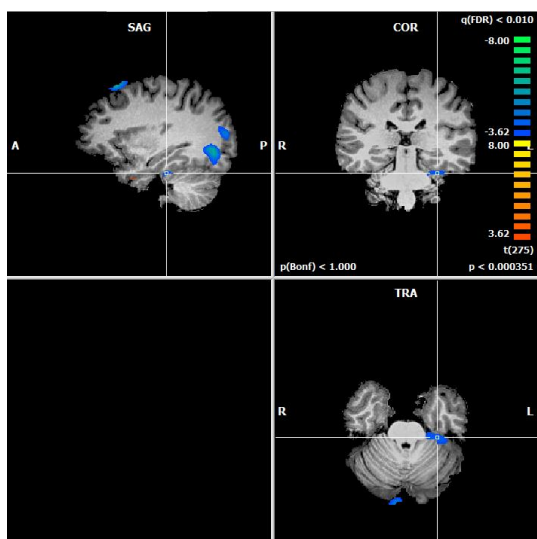 SAG
COR
q(FDR) < 0.010
-8.00
A
P
R
-3.62
8.00
L
3.62
t(275)
p(Bonf) < 1.000
p < 0.000351
TRA
R
L